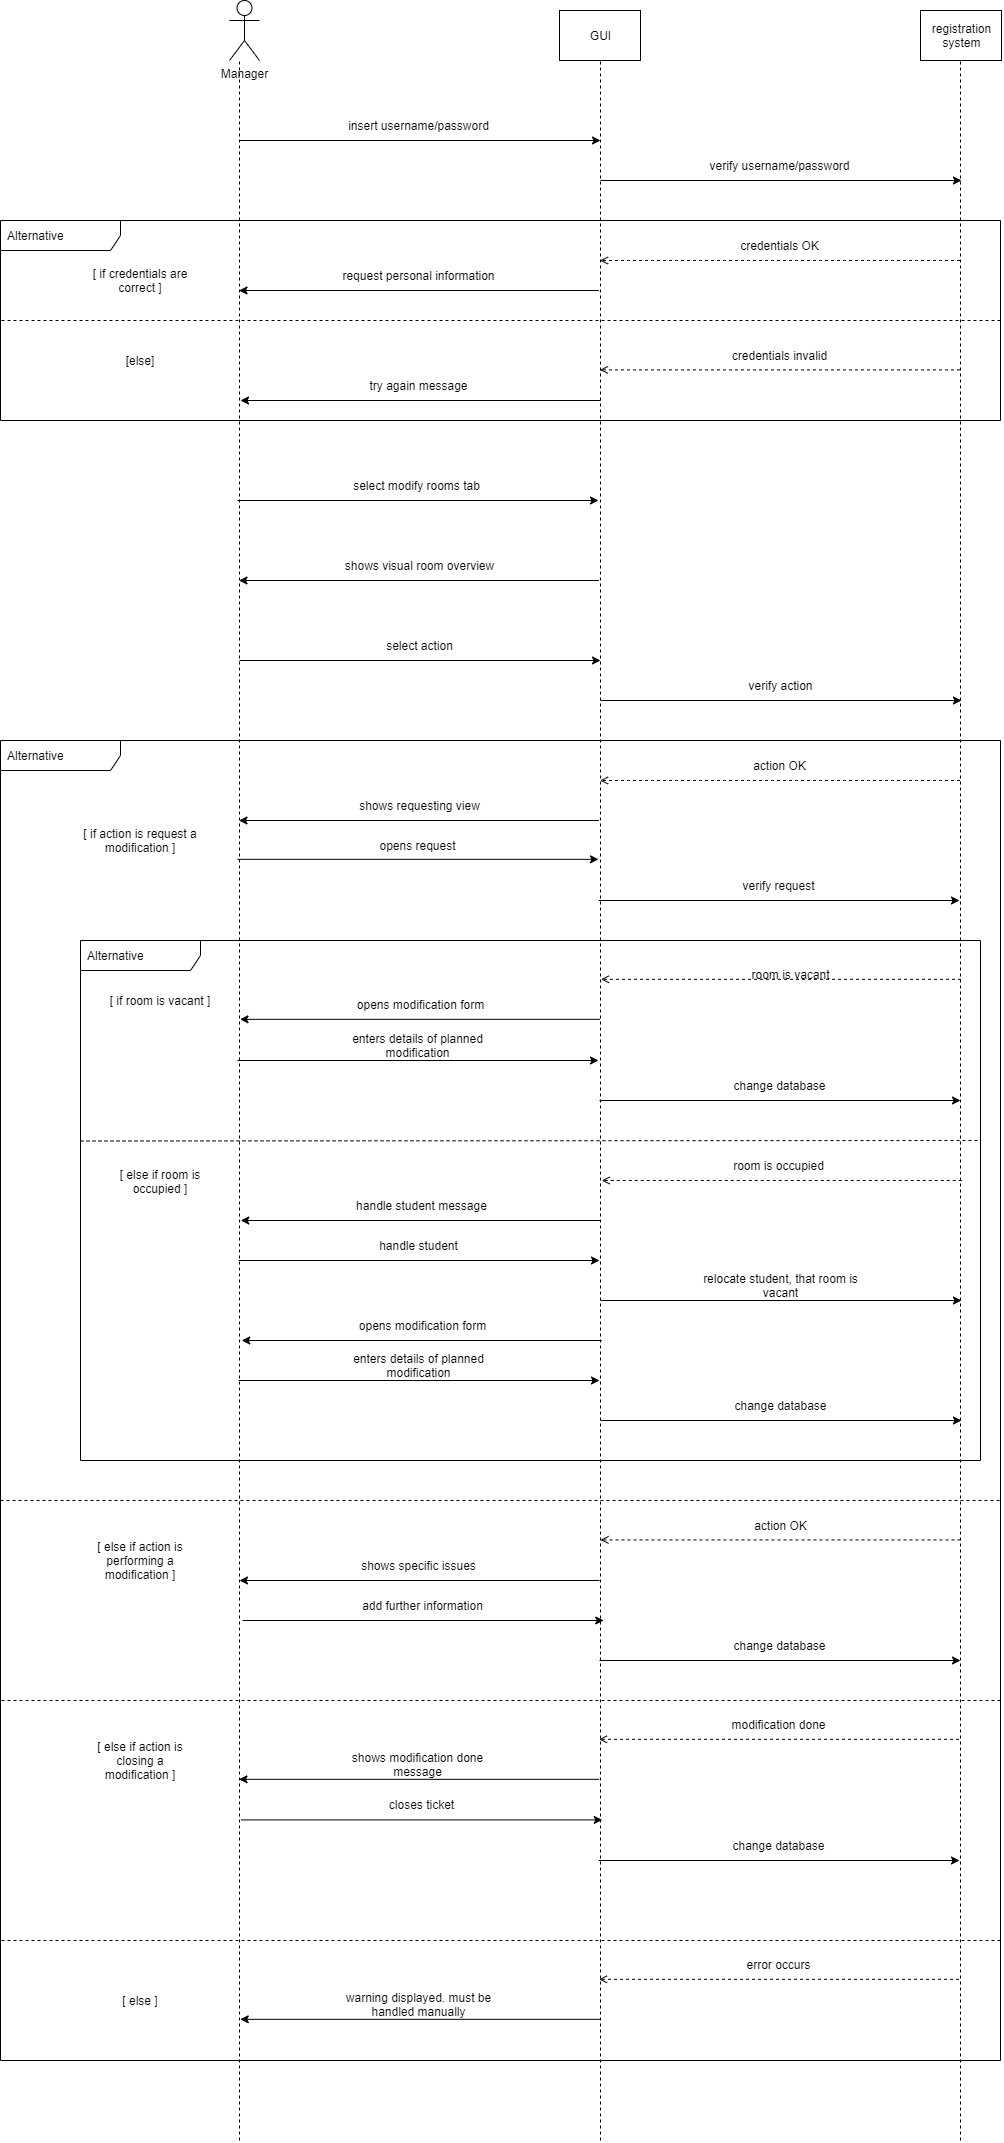 Manager
GUI
registration
system
insert username/password
verify username/password
Alternative
credentials OK
[ if credentials are
correct ]
request personal information
credentials invalid
[else]
try again message
select modify rooms tab
shows visual room overview
select action
verify action
Alternative
action OK
shows requesting view
[ if action is request a
modification ]
opens request
verify request
Alternative
room is vacant
[ if room is vacant ]
opens modification form
enters details of planned
modification
change database
room is occupied
[ else if room is
occupied ]
handle student message
handle student
relocate student, that room is
vacant
opens modification form
enters details of planned
modification
change database
action OK
[ else if action is
performing a
modification ]
shows specific issues
add further information
change database
modification done
[ else if action is
closing a
modification ]
shows modification done
message
closes ticket
change database
error occurs
[ else ]
warning displayed. must be
handled manually